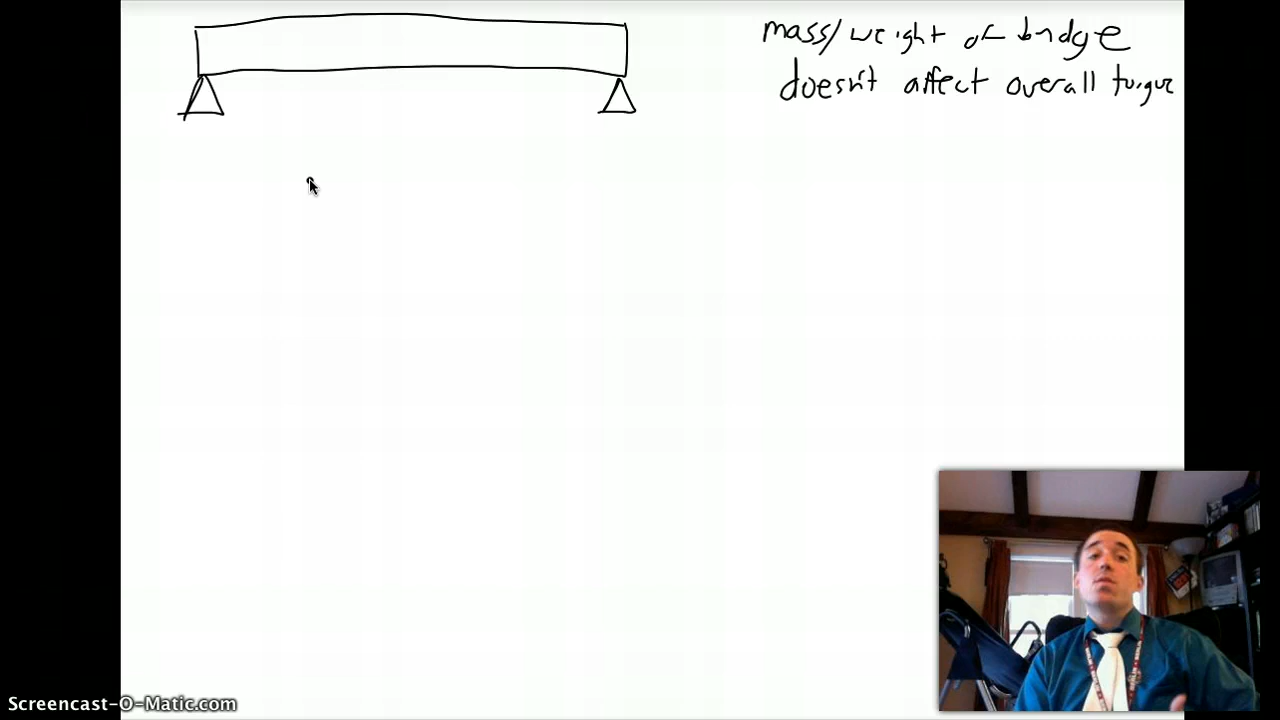 mass/weight of bridge
doesn't affect overall torque
Screencast-O-Matic.com